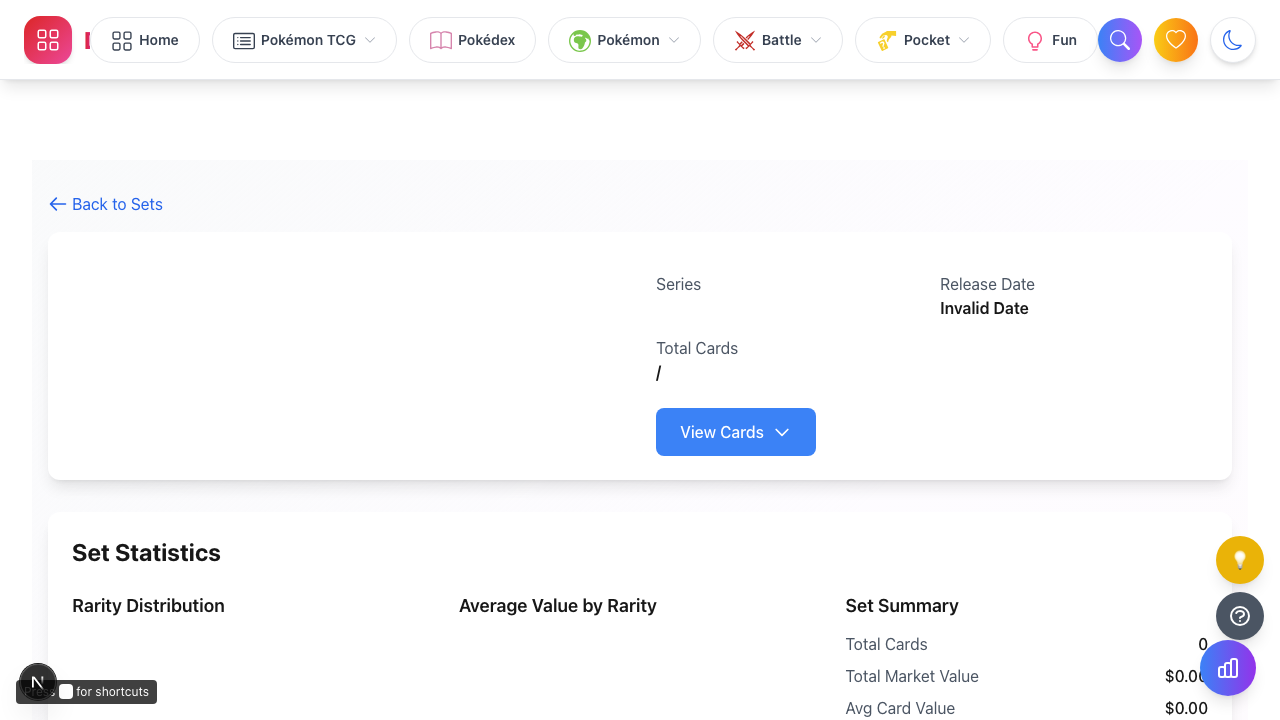 Home
Pokémon TCG
Pokédex
Pokémon
Battle
Pocket
Fun
Back to Sets
Series
Release Date
Invalid Date
Total Cards
/
View Cards
Set Statistics
Rarity Distribution
Average Value by Rarity
Set Summary
Total Cards
0
Total Market Value
$0.00
Avg Card Value
$0.00
N
Press
for shortcuts